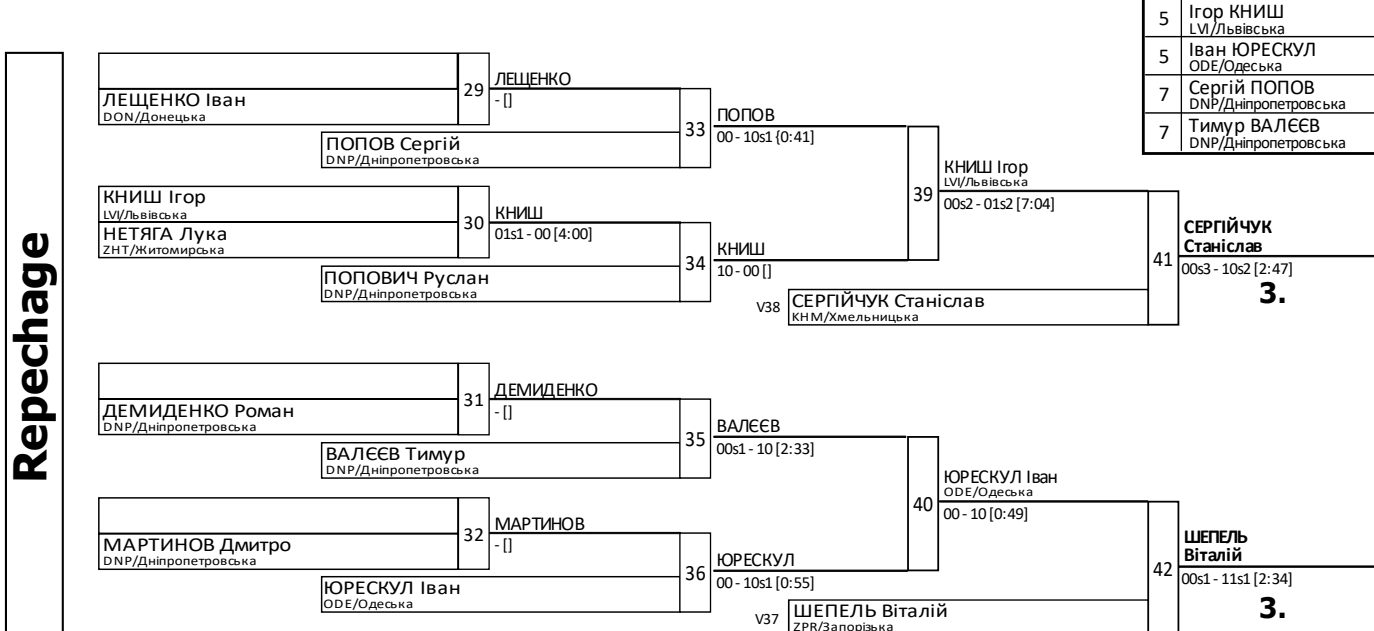 5 Ігор КНИШ
LVI/Львівська
5 Іван ЮРЕСКУЛ
ODE/Одеська
7 Сергій ПОПОВ
DNP/Дніпропетровська
7 Тимур ВАЛЄЄВ
DNP/Дніпропетровська
Repechage
29 ЛЕЩЕНКО
- []
ЛЕЩЕНКО Іван
DON/Донецька
33 ПОПОВ
00 - 10s1 {0:41]
ПОПОВ Сергій
DNP/Дніпропетровська
39 КНИШ Ігор
LVI/Львівська
00s2 - 01s2 [7:04]
КНИШ Ігор
LVI/Львівська
30 КНИШ
01s1 - 00 [4:00]
НЕТЯГА Лука
ZHT/Житомирська
34 КНИШ
10 - 00 []
ПОПОВИЧ Руслан
DNP/Дніпропетровська
41 СЕРГІЙЧУК
Станіслав
00s3 - 10s2 [2:47]
3.
V38 СЕРГІЙЧУК Станіслав
KHM/Хмельницька
31 ДЕМИДЕНКО
- []
ДЕМИДЕНКО Роман
DNP/Дніпропетровська
35 ВАЛЄЄВ
00s1 - 10 [2:33]
ВАЛЄЄВ Тимур
DNP/Дніпропетровська
40 ЮРЕСКУЛ Іван
ODE/Одеська
00 - 10 [0:49]
32 МАРТИНОВ
- []
МАРТИНОВ Дмитро
DNP/Дніпропетровська
36 ЮРЕСКУЛ
00 - 10s1 [0:55]
ЮРЕСКУЛ Іван
ODE/Одеська
42 ШЕПЕЛЬ
Віталій
00s1 - 11s1 [2:34]
3.
V37 ШЕПЕЛЬ Віталій
ZPR/Запорізька